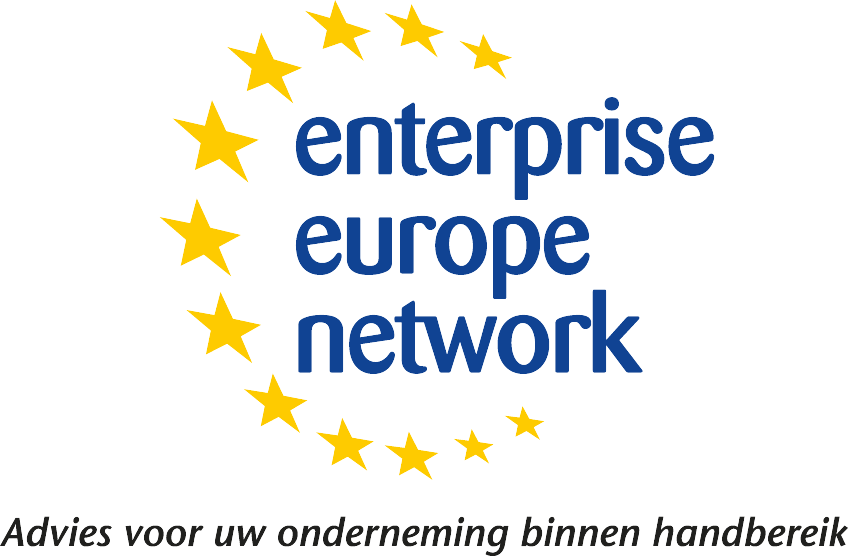 enterprise
europe
network
Advies voor uw onderneming binnen handbereik